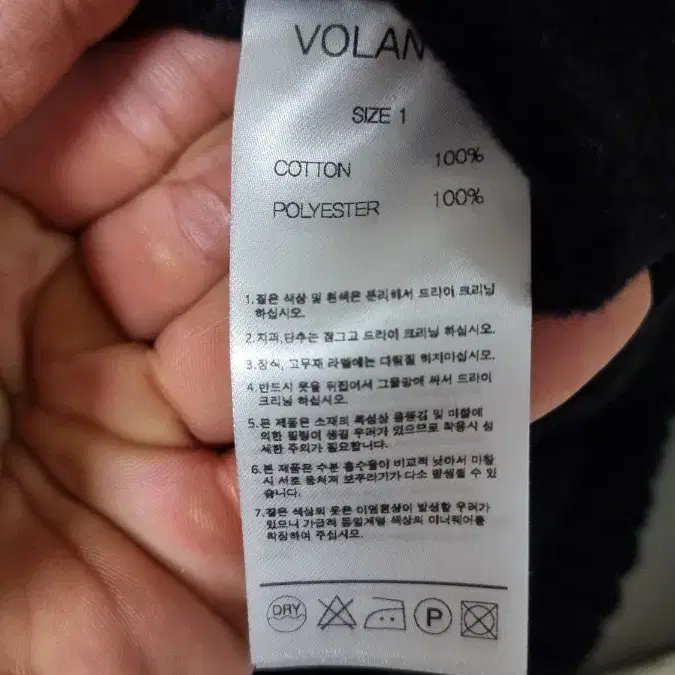 VOLAN
SIZE 1
COTTON 100%
POLYESTER 100%
1.짙은 색상 및 흰색은 분리해서 드라이 크리닝
하십시오.
2.지퍼,단추는 잠그고 드라이 크리닝 하십시오.
3.장식, 고무재 라벨에는 다림질 하지마십시오.
4.반드시 옷을 뒤집어서 그물망에 싸서 드라이
크리닝 하십시오.
5.본 제품은 소재의 특성상 올뜯김 및 마찰에
의한 필링이 생길 우려가 있으므로 착용시 섬
세한 주의가 필요합니다.
6.본 제품은 수분 흡수율이 비교적 낮아서 마찰
시 서로 뭉쳐져 보푸라기가 다소 발생될 수 있
습니다.
7.짙은 색상의 옷은 이염현상이 발생할 우려가
있으니 가급적 동일계열 색상의 이너웨어를
착장하여 주십시오.
DRY P